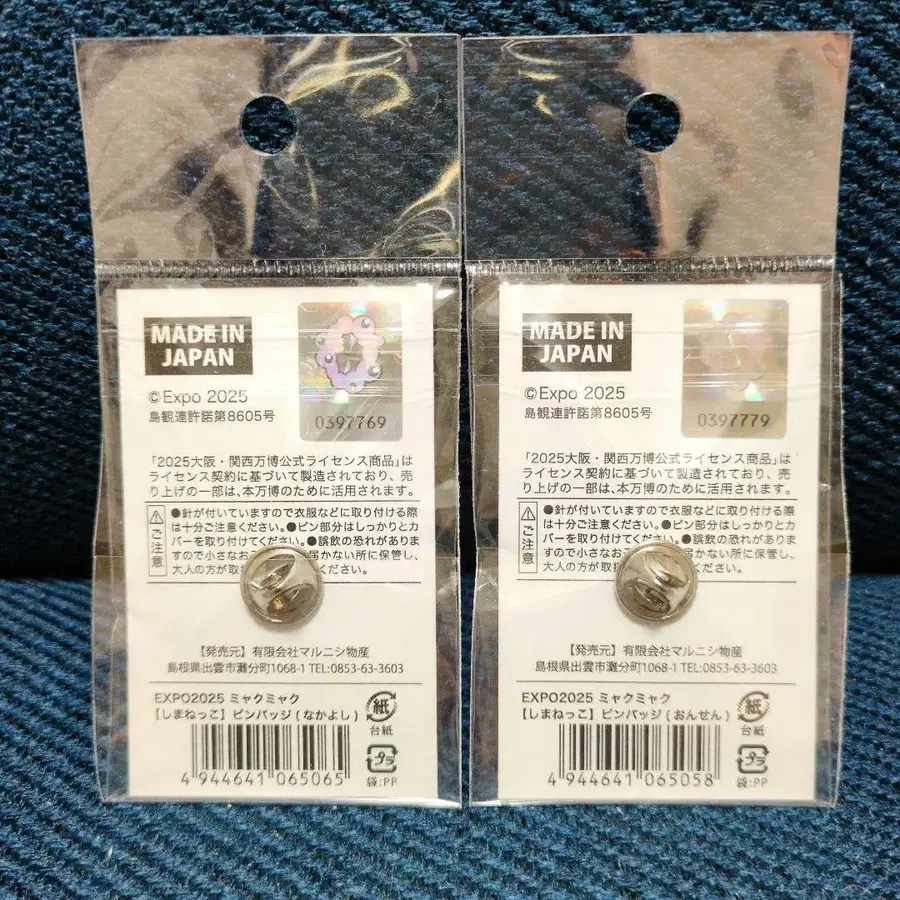 MADE IN
JAPAN
©Expo 2025
島観連許諾第8605号
0397769
「2025大阪・関西万博公式ライセンス商品」は
ライセンス契約に基づいて製造されており、売
り上げの一部は、本万博のために活用されます。
⚠ご注意
●針が付いていますので衣服などに取り付ける際
は十分ご注意ください。●ピン部分はしっかりとカ
バーを取付けてください。●誤飲の恐れがありま
すので小さなお子 届かない所に保管し、
大人の方が取 ください。
【発売元】有限会社マルニシ物産
島根県出雲市灘分町1068-1 TEL:0853-63-3603
EXPO2025 ミャクミャク
【しまねっこ】ピンバッジ(なかよし)
4 944641 065065
紙
台紙
プラ
袋:PP
MADE IN
JAPAN
©Expo 2025
島観連許諾第8605号
0397779
「2025大阪・関西万博公式ライセンス商品」は
ライセンス契約に基づいて製造されており、売
り上げの一部は、本万博のために活用されます。
⚠ご注意
●針が付いていますので衣服などに取り付ける際
は十分ご注意ください。●ピン部分はしっかりとカ
バーを取付けてください。●誤飲の恐れがありま
すので小さなお 届かない所に保管し、
大人の方が取 ください。
【発売元】有限会社マルニシ物産
島根県出雲市灘分町1068-1 TEL:0853-63-3603
EXPO2025 ミャクミャク
【しまねっこ】ピンバッジ(おんせん)
4 944641 065058
紙
台紙
プラ
袋:PP